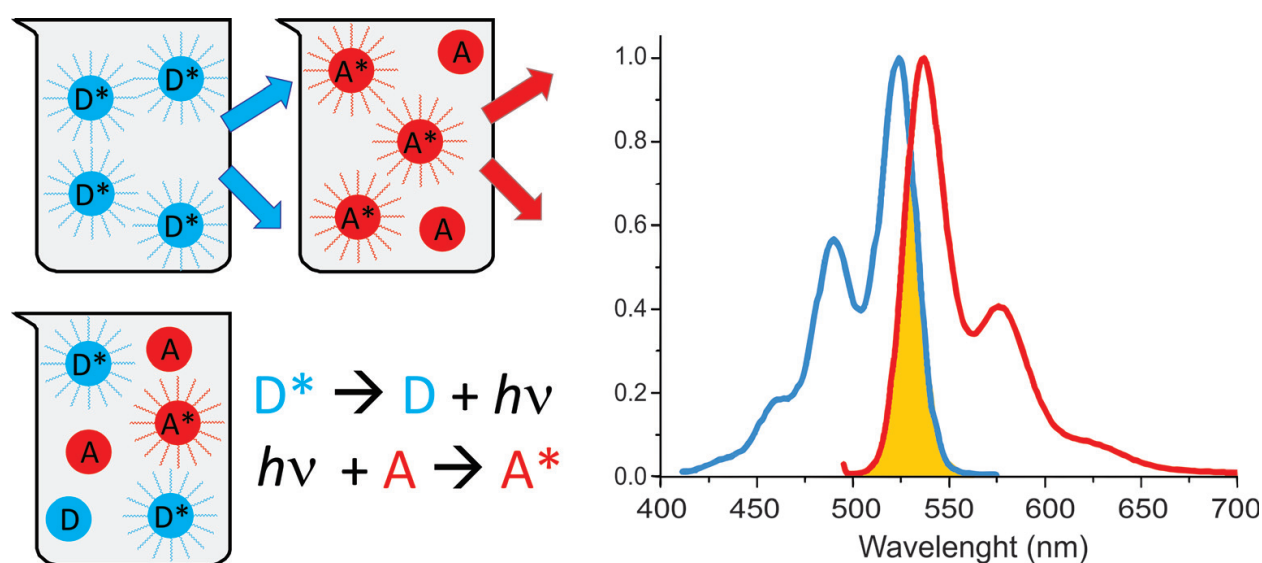 D*
D*
D*
D*
A*
A
A*
A*
A
D*
A
A*
A
D
D*
D* → D + hν
hν + A → A*
1.0
0.8
0.6
0.4
0.2
0.0
400 450 500 550 600 650 700
Wavelenght (nm)